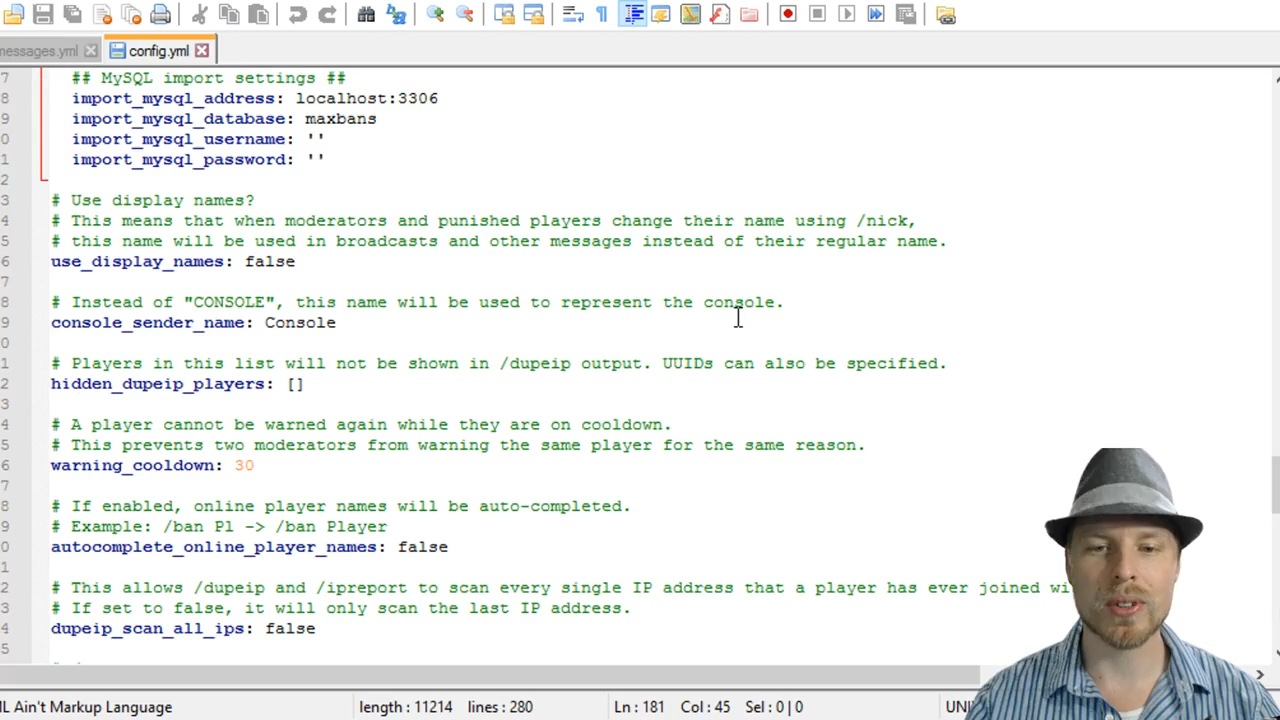 messages.yml
config.yml
7 ## MySQL import settings ##
8 import_mysql_address: localhost:3306
9 import_mysql_database: maxbans
0 import_mysql_username: ''
1 import_mysql_password: ''
2
3 # Use display names?
4 # This means that when moderators and punished players change their name using /nick,
5 # this name will be used in broadcasts and other messages instead of their regular name.
6 use_display_names: false
7
8 # Instead of "CONSOLE", this name will be used to represent the console.
9 console_sender_name: Console
0
1 # Players in this list will not be shown in /dupeip output. UUIDs can also be specified.
2 hidden_dupeip_players: []
3
4 # A player cannot be warned again while they are on cooldown.
5 # This prevents two moderators from warning the same player for the same reason.
6 warning_cooldown: 30
7
8 # If enabled, online player names will be auto-completed.
9 # Example: /ban Pl -> /ban Player
0 autocomplete_online_player_names: false
1
2 # This allows /dupeip and /ipreport to scan every single IP address that a player has ever joined wi
3 # If set to false, it will only scan the last IP address.
4 dupeip_scan_all_ips: false
5
L Ain't Markup Language length : 11214 lines : 280 Ln : 181 Col : 45 Sel : 0 | 0 UNI